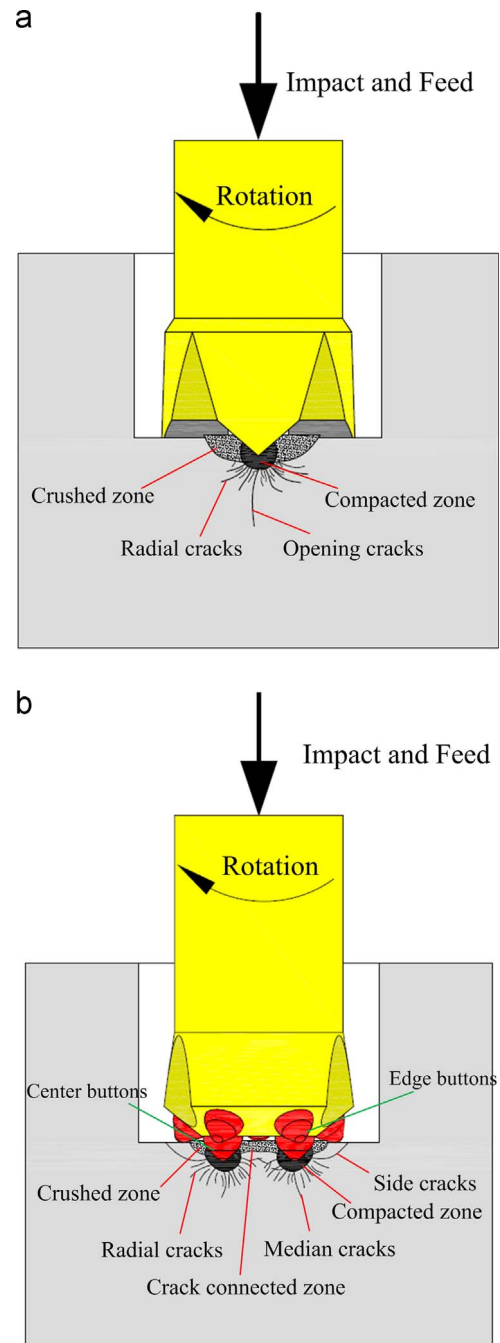 a
Impact and Feed
Rotation
Crushed zone
Compacted zone
Radial cracks
Opening cracks
b
Impact and Feed
Rotation
Center buttons
Edge buttons
Crushed zone
Side cracks
Compacted zone
Radial cracks
Median cracks
Crack connected zone